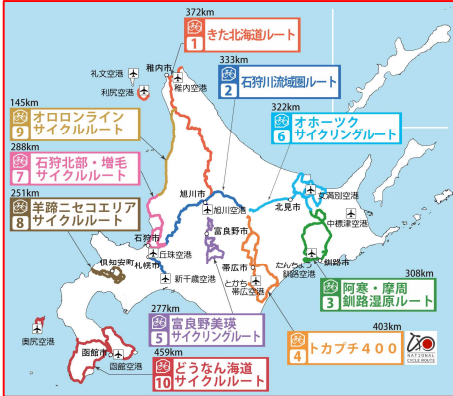 372km
1 きた北海道ルート
礼文空港
稚内市
稚内空港
利尻空港
333km
2 石狩川流域圏ルート
145km
9 オロロンライン
サイクルルート
322km
6 オホーツク
サイクリングルート
288km
7 石狩北部・増毛
サイクルルート
旭川市
旭川空港
女満別空港
北見市
中標津空港
251km
8 羊蹄ニセコエリア
サイクルルート
富良野市
石狩市
丘珠空港
倶知安町
札幌市
新千歳空港
帯広市
とかち
帯広空港
たんちょう
釧路空港
釧路市
308km
3 阿寒・摩周
釧路湿原ルート
277km
5 富良野美瑛
サイクリングルート
403km
4 トカプチ400
NATIONAL
CYCLE ROUTE
奥尻空港
函館市
函館空港
459km
10 どうなん海道
サイクルルート